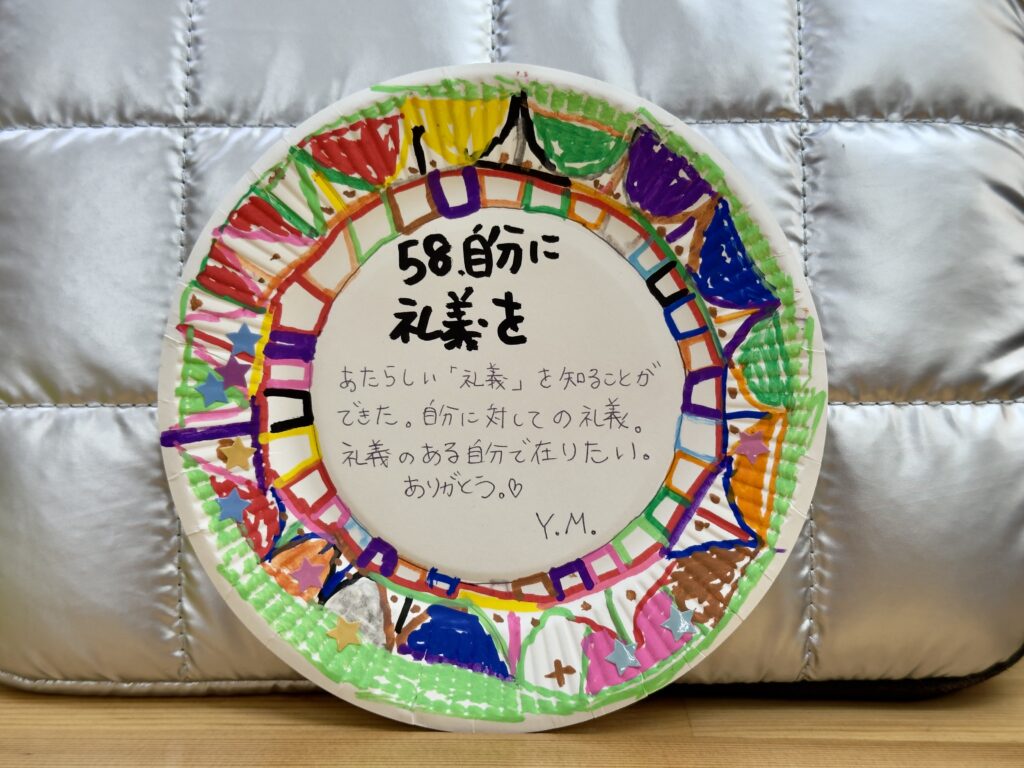 58.自分に
礼義を
あたらしい「礼義」を知ることが
できた。自分に対しての礼義。
礼義のある自分で在りたい。
ありがとう。♡
Y.M.